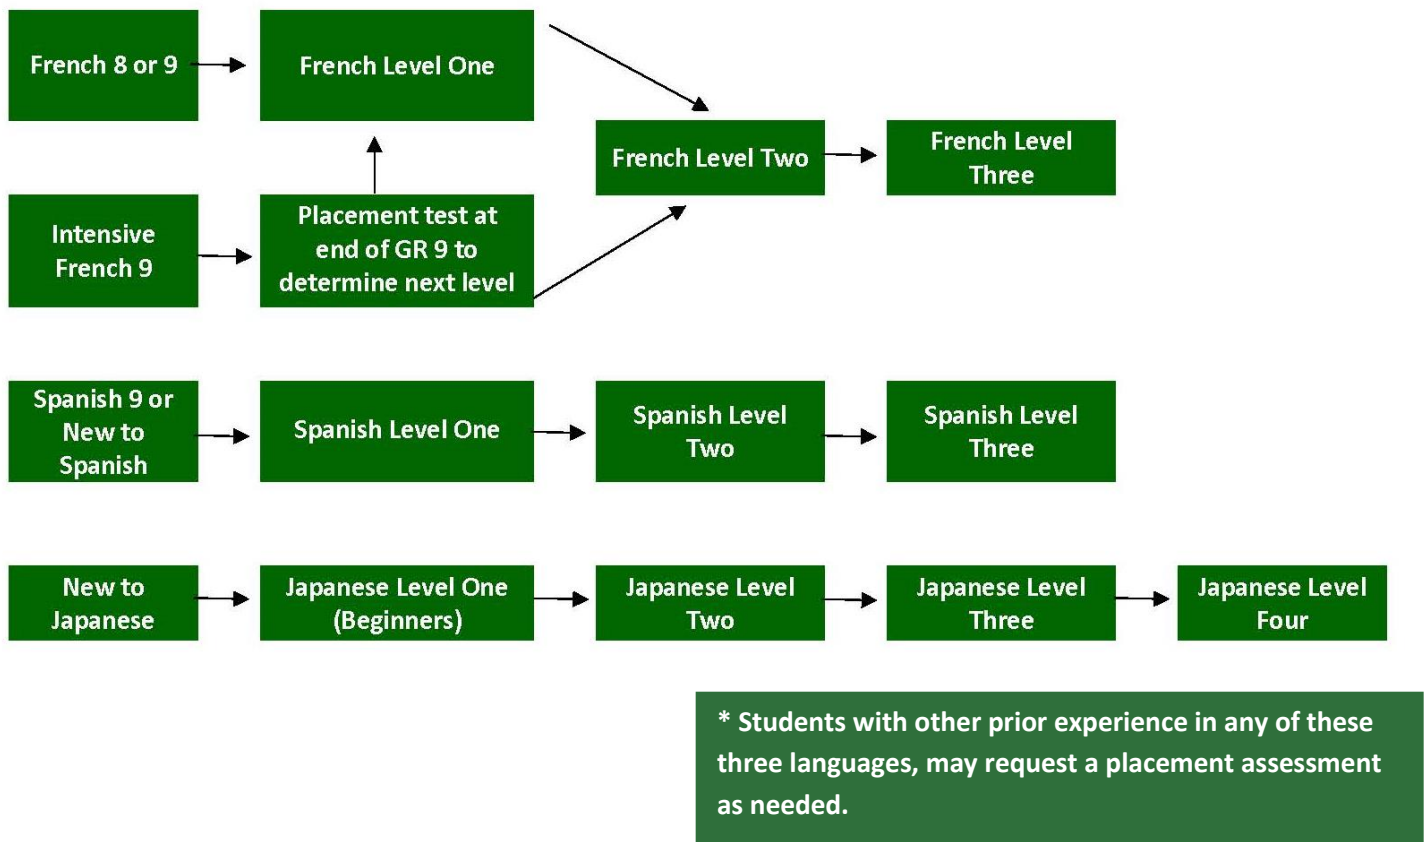 French 8 or 9
French Level One
French Level Two
French Level
Three
Intensive
French 9
Placement test at
end of GR 9 to
determine next level
Spanish 9 or
New to
Spanish
Spanish Level One
Spanish Level
Two
Spanish Level
Three
New to
Japanese
Japanese Level One
(Beginners)
Japanese Level
Two
Japanese Level
Three
Japanese Level
Four
* Students with other prior experience in any of these
three languages, may request a placement assessment
as needed.